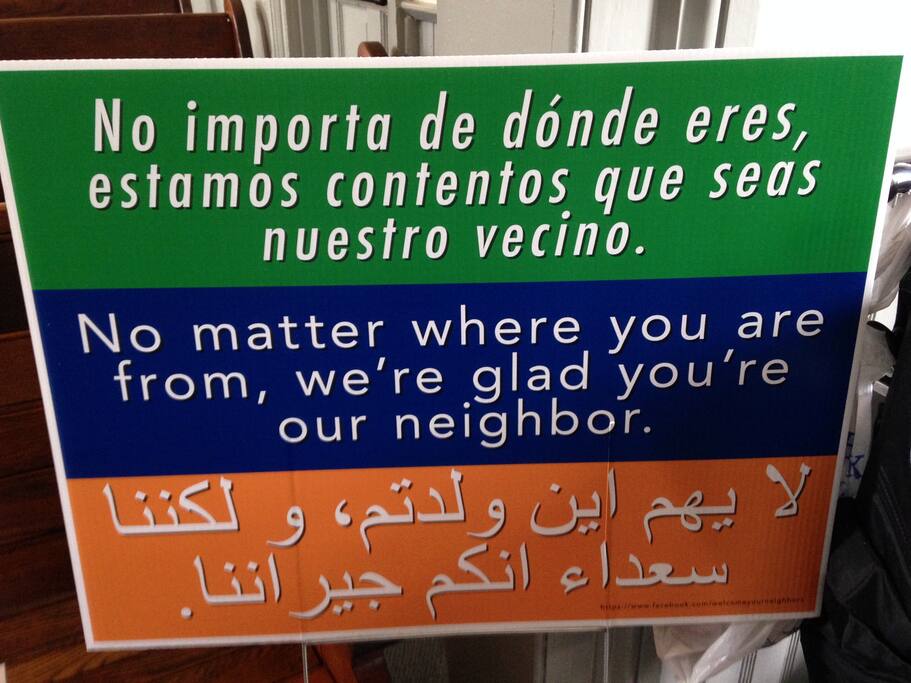 No importa de dónde eres,
estamos contentos que seas
nuestro vecino.
No matter where you are
from, we're glad you're
our neighbor.
لا يهم اين ولدتم، و لكننا
سعداء انكم جيراننا.
https://www.facebook.com/welcomeyourneighbors
K